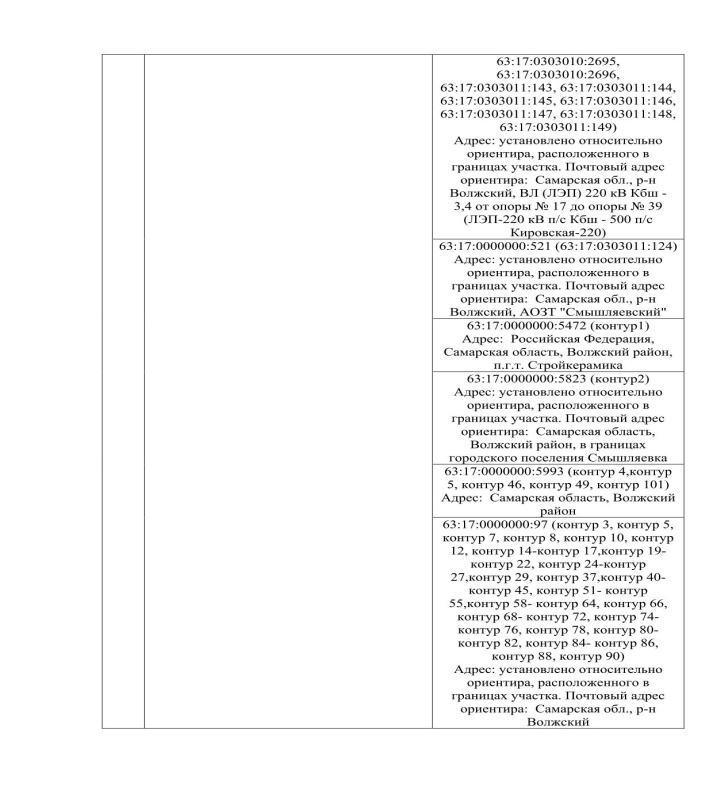 63:17:0303010:2695,
63:17:0303010:2696,
63:17:0303011:143, 63:17:0303011:144,
63:17:0303011:145, 63:17:0303011:146,
63:17:0303011:147, 63:17:0303011:148,
63:17:0303011:149)
Адрес: установлено относительно
ориентира, расположенного в
границах участка. Почтовый адрес
ориентира:  Самарская обл., р-н
Волжский, ВЛ (ЛЭП) 220 кВ Кбш -
3,4 от опоры № 17 до опоры № 39
(ЛЭП-220 кВ п/с Кбш - 500 п/с
Кировская-220)
63:17:0000000:521 (63:17:0303011:124)
Адрес: установлено относительно
ориентира, расположенного в
границах участка. Почтовый адрес
ориентира:  Самарская обл., р-н
Волжский, АОЗТ "Смышляевский"
63:17:0000000:5472 (контур1)
Адрес:  Российская Федерация,
Самарская область, Волжский район,
п.г.т. Стройкерамика
63:17:0000000:5823 (контур2)
Адрес: установлено относительно
ориентира, расположенного в
границах участка. Почтовый адрес
ориентира:  Самарская область,
Волжский район, в границах
городского поселения Смышляевка
63:17:0000000:5993 (контур 4,контур
5, контур 46, контур 49, контур 101)
Адрес:  Самарская область, Волжский
район
63:17:0000000:97 (контур 3, контур 5,
контур 7, контур 8, контур 10, контур
12, контур 14-контур 17,контур 19-
контур 22, контур 24-контур
27,контур 29, контур 37,контур 40-
контур 45, контур 51- контур
55,контур 58- контур 64, контур 66,
контур 68- контур 72, контур 74-
контур 76, контур 78, контур 80-
контур 82, контур 84- контур 86,
контур 88, контур 90)
Адрес: установлено относительно
ориентира, расположенного в
границах участка. Почтовый адрес
ориентира:  Самарская обл., р-н
Волжский